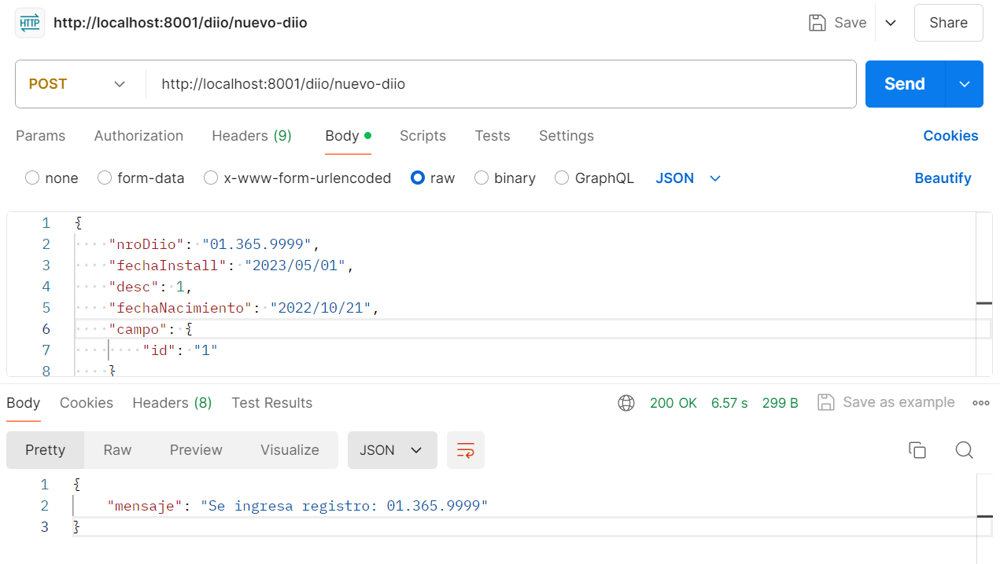 HTTP http://localhost:8001/diio/nuevo-diio Save Share
POST http://localhost:8001/diio/nuevo-diio Send
Params Authorization Headers (9) Body Scripts Tests Settings Cookies
none form-data x-www-form-urlencoded raw binary GraphQL JSON Beautify
1 {
2 "nroDiio": "01.365.9999",
3 "fechaInstall": "2023/05/01",
4 "desc": 1,
5 "fechaNacimiento": "2022/10/21",
6 "campo": {
7 "id": "1"
8 }
Body Cookies Headers (8) Test Results 200 OK 6.57 s 299 B Save as example
Pretty Raw Preview Visualize JSON
1 {
2 "mensaje": "Se ingresa registro: 01.365.9999"
3 }